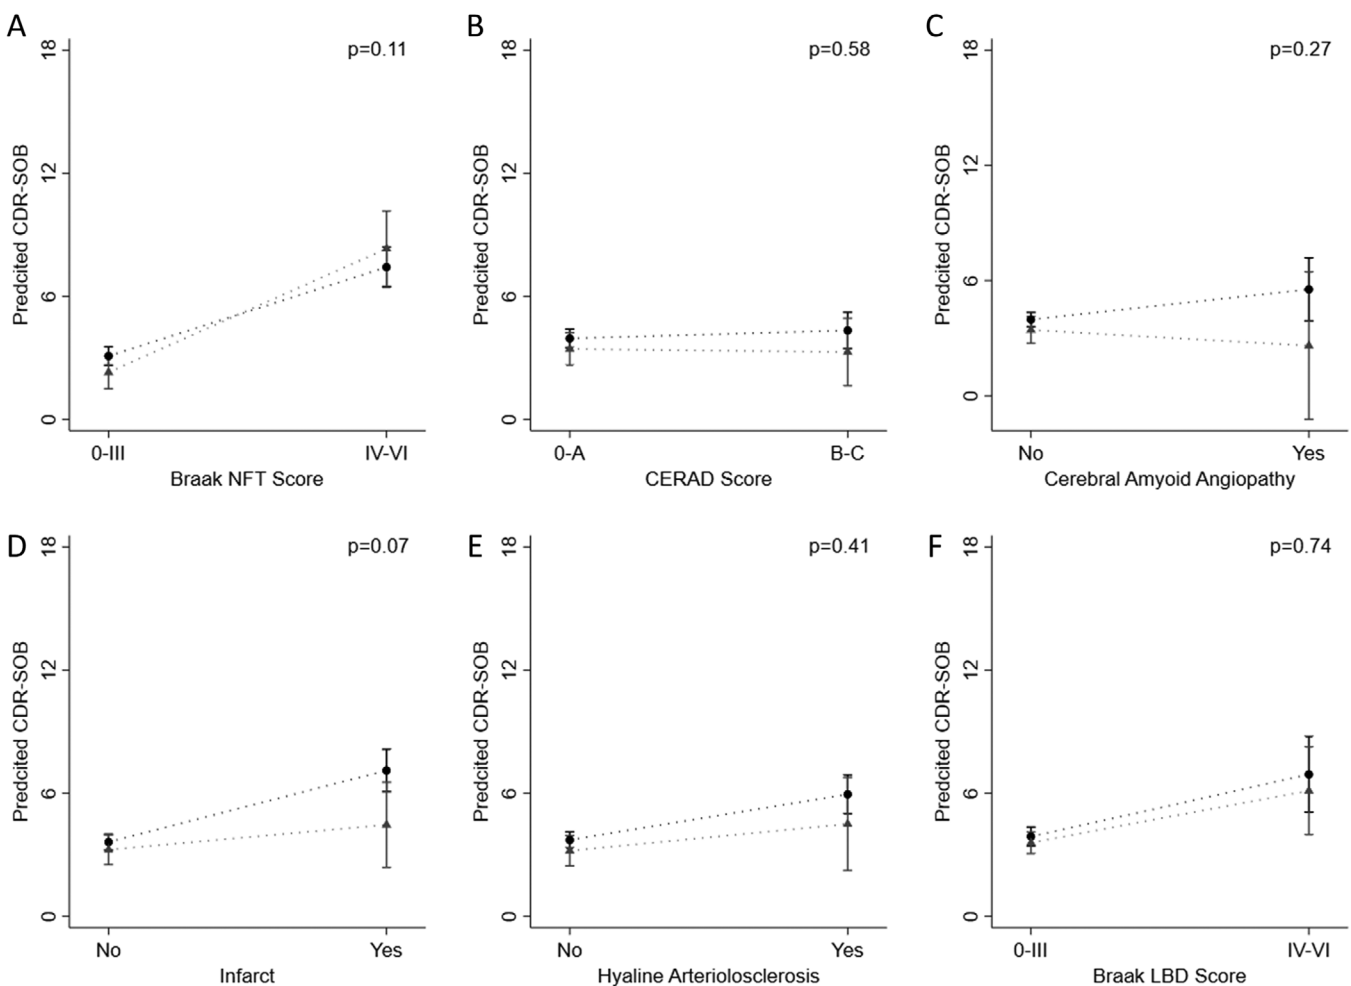 A
p=0.11
18
12
6
0
Predcited CDR-SOB
0-III
IV-VI
Braak NFT Score
B
p=0.58
18
12
6
0
Predcited CDR-SOB
0-A
B-C
CERAD Score
C
p=0.27
18
12
6
0
Predcited CDR-SOB
No
Yes
Cerebral Amyoid Angiopathy
D
p=0.07
18
12
6
0
Predcited CDR-SOB
No
Yes
Infarct
E
p=0.41
18
12
6
0
Predcited CDR-SOB
No
Yes
Hyaline Arteriolosclerosis
F
p=0.74
18
12
6
0
Predcited CDR-SOB
0-III
IV-VI
Braak LBD Score